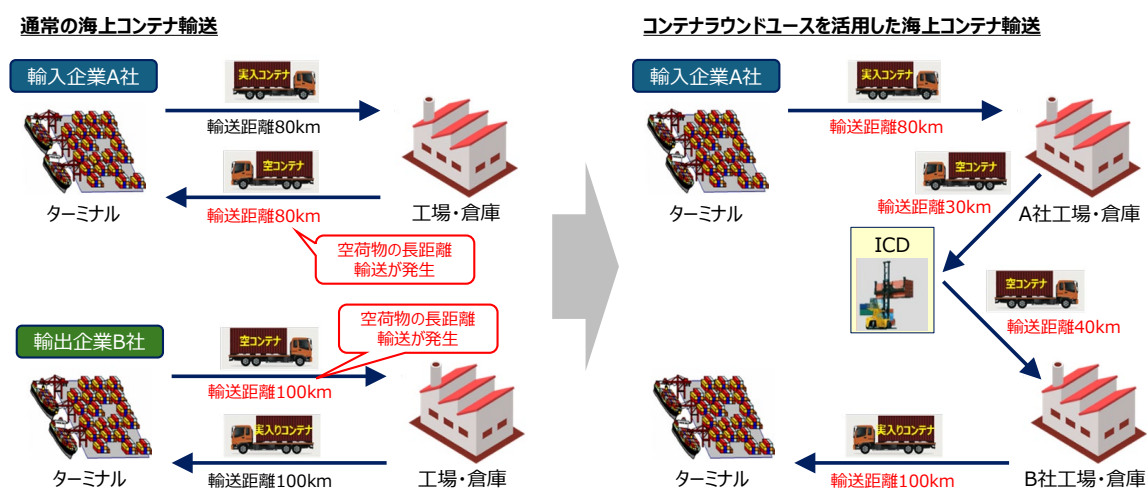 通常の海上コンテナ輸送
輸入企業A社
実入コンテナ
輸送距離80km
空コンテナ
輸送距離80km
ターミナル
工場・倉庫
空荷物の長距離
輸送が発生
輸出企業B社
空コンテナ
空荷物の長距離
輸送が発生
輸送距離100km
実入りコンテナ
輸送距離100km
ターミナル
工場・倉庫
コンテナラウンドユースを活用した海上コンテナ輸送
輸入企業A社
実入コンテナ
輸送距離80km
空コンテナ
輸送距離30km
ターミナル
A社工場・倉庫
ICD
空コンテナ
輸送距離40km
実入りコンテナ
輸送距離100km
ターミナル
B社工場・倉庫